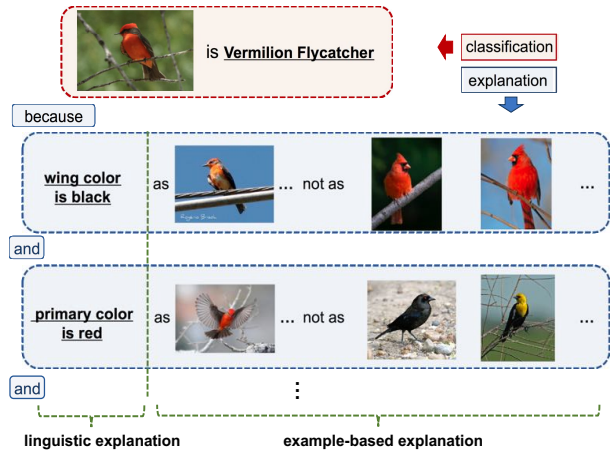 is Vermilion Flycatcher
classification
explanation
because
wing color
is black
as
... not as
...
and
primary color
is red
as
... not as
...
and
⋮
linguistic explanation
example-based explanation